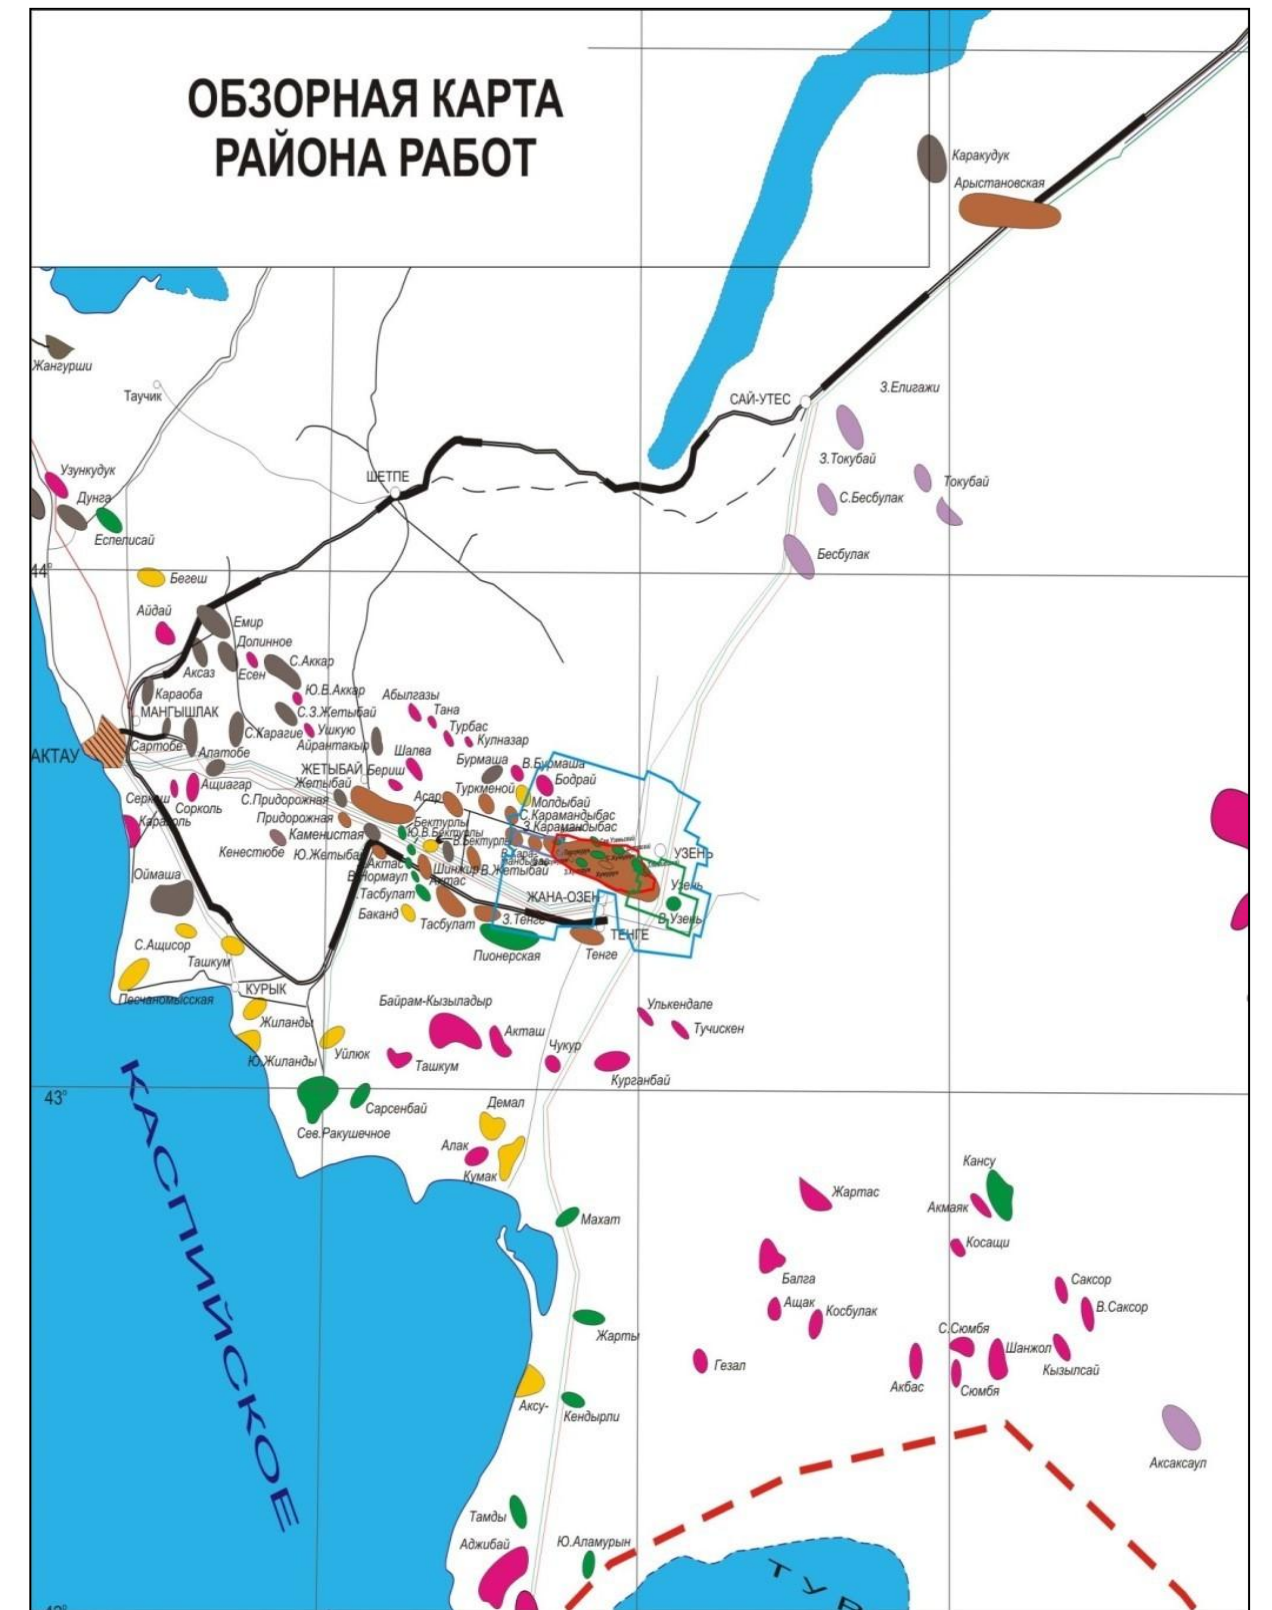 ОБЗОРНАЯ КАРТА
РАЙОНА РАБОТ
Каракудук
Арыстановская
Жангурши
Таучик
САЙ-УТЕС
З.Елигажи
З.Токубай
Токубай
С.Бесбулак
Бесбулак
ШЕТПЕ
Узункудук
Дунга
Еспелисай
44°
Бегеш
Айдай
Емир
Долинное
Аксаз
Есен
С.Аккар
Караоба
Ю.В.Аккар
Абылгазы
МАНГЫШЛАК
С.З.Жетыбай
Тана
С.Карагие
Ушкую
Турбас
Сартобе
Алатобе
Айрантакыр
Кулназар
АКТАУ
Шалва
Бурмаша
В.Бурмаша
ЖЕТЫБАЙ
Бериш
Бодрай
Ащиагар
Жетыбай
Туркменой
Серкеш
Сорколь
С.Придорожная
Асар
Молдыбай
Караколь
Придорожная
Бектурлы
С.Карамандыбас
З.Карамандыбас
Каменистая
Ю.В.Бектурлы
В.Бектурлы
Кенестюбе
Ю.Жетыбай
УЗЕНЬ
Актас
Шинжир
В.Жетыбай
Оймаша
В.Нормаул
Актас
Узень
.Тасбулат
ЖАНА-ОЗЕН
Баканд
Тасбулат
З.Тенге
В.Узень
С.Ащисор
ТЕНГЕ
Ташкум
Пионерская
Тенге
Песчаномысская
КУРЫК
Байрам-Кызыладыр
Улькендале
Жиланды
Акташ
Тучискен
Ю.Жиланды
Уйлюк
Ташкум
Чукур
Курганбай
43°
Сарсенбай
Демал
Сев.Ракушечное
Алак
Кумак
КАСПИЙСКОЕ
Кансу
Жартас
Акмаяк
Махат
Косащи
Балга
Саксор
Ащак
Косбулак
В.Саксор
Жарты
С.Сюмбя
Шанжол
Гезал
Кызылсай
Акбас
Сюмбя
Аксу-
Кендырли
Аксаксаул
Тамды
Аджибай
Ю.Аламурын
ТУ